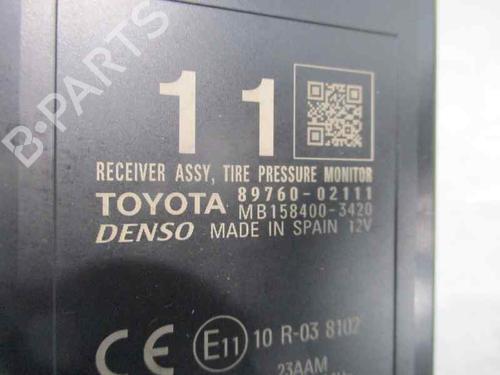 B-PARTS
11
RECEIVER ASSY, TIRE PRESSURE MONITOR
TOYOTA 89760-02111
MB158400-3420
DENSO MADE IN SPAIN 12V
CE E11 10 R-03 8102
23AAM